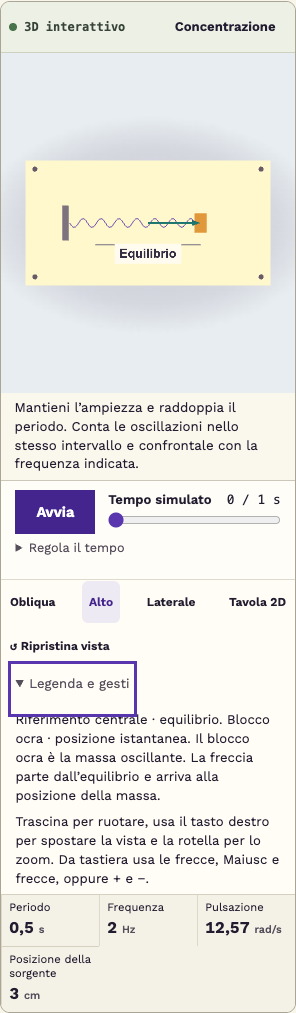 3D interattivo Concentrazione
Equilibrio
Mantieni l’ampiezza e raddoppia il
periodo. Conta le oscillazioni nello
stesso intervallo e confrontale con la
frequenza indicata.
Avvia
Tempo simulato 0 / 1 s
▶ Regola il tempo
Obliqua Alto Laterale Tavola 2D
↺ Ripristina vista
▼ Legenda e gesti
Riferimento centrale · equilibrio. Blocco
ocra · posizione istantanea. Il blocco
ocra è la massa oscillante. La freccia
parte dall’equilibrio e arriva alla
posizione della massa.
Trascina per ruotare, usa il tasto destro
per spostare la vista e la rotella per lo
zoom. Da tastiera usa le frecce, Maiusc e
frecce, oppure + e −.
Periodo Frequenza Pulsazione
0,5 s 2 Hz 12,57 rad/s
Posizione della
sorgente
3 cm